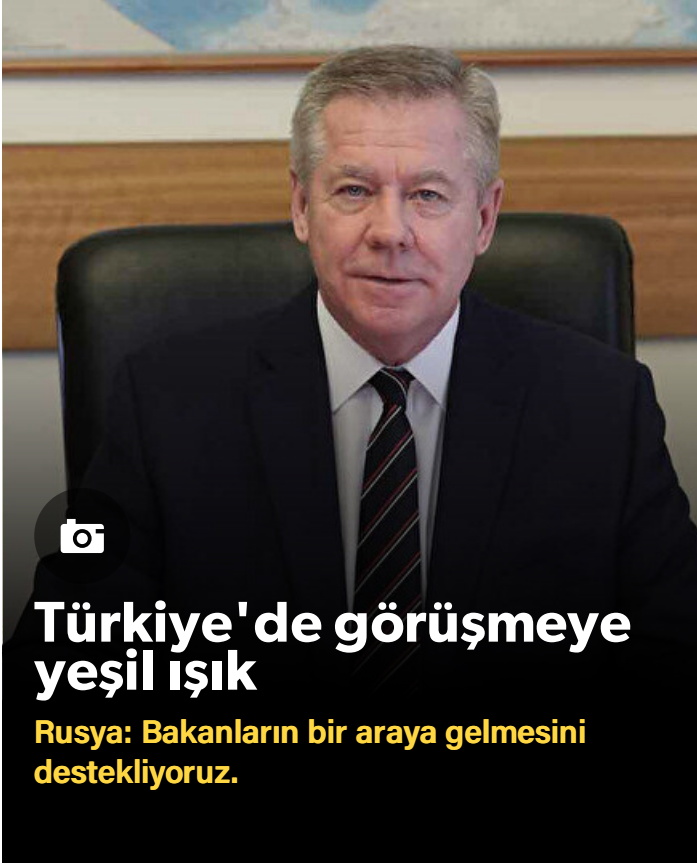 Türkiye'de görüşmeye
yeşil ışık
Rusya: Bakanların bir araya gelmesini
destekliyoruz.